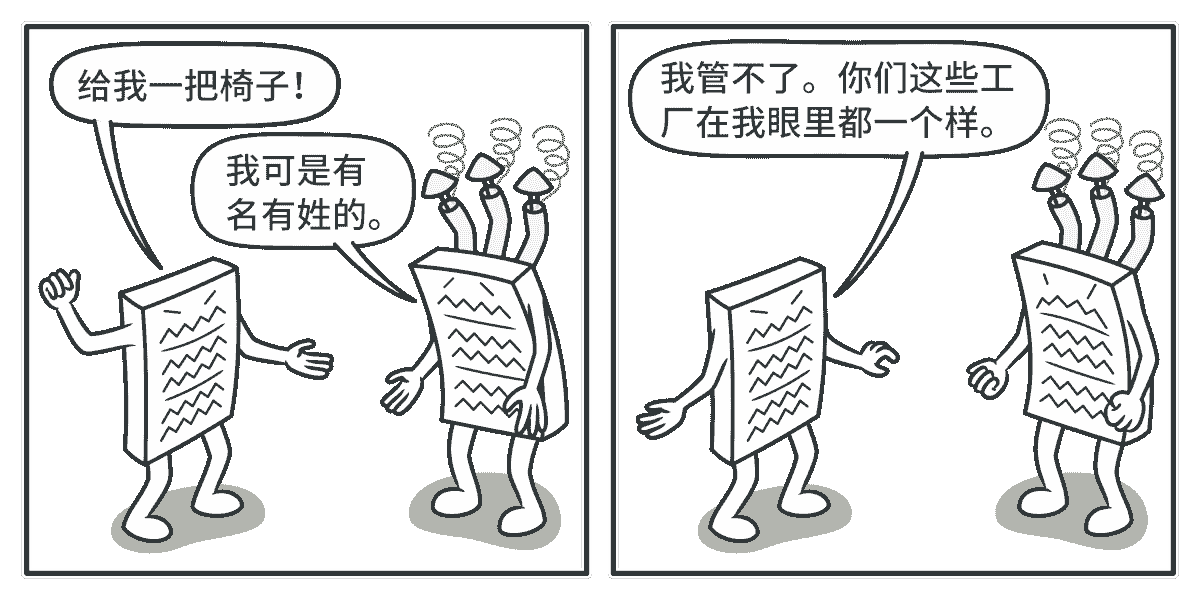 给我一把椅子！
我可是有
名有姓的。
我管不了。你们这些工
厂在我眼里都一个样。